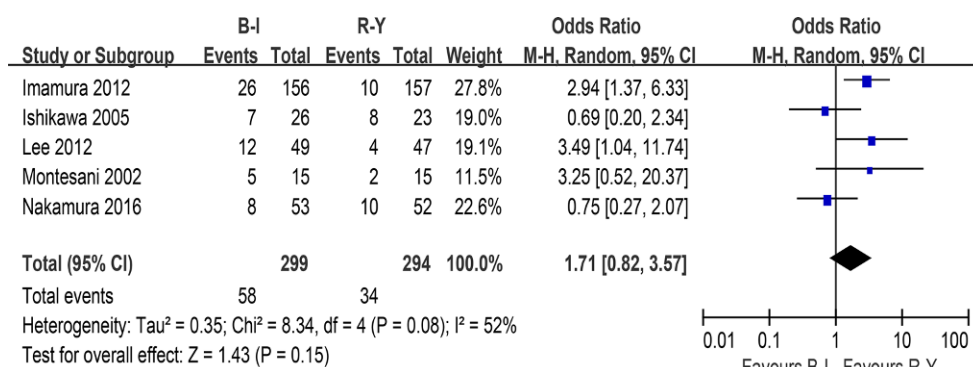 B-I R-Y Odds Ratio Odds Ratio
Study or Subgroup Events Total Events Total Weight M-H, Random, 95% CI M-H, Random, 95% CI
Imamura 2012 26 156 10 157 27.8% 2.94 [1.37, 6.33]
Ishikawa 2005 7 26 8 23 19.0% 0.69 [0.20, 2.34]
Lee 2012 12 49 4 47 19.1% 3.49 [1.04, 11.74]
Montesani 2002 5 15 2 15 11.5% 3.25 [0.52, 20.37]
Nakamura 2016 8 53 10 52 22.6% 0.75 [0.27, 2.07]
Total (95% CI) 299 294 100.0% 1.71 [0.82, 3.57]
Total events 58 34
Heterogeneity: Tau² = 0.35; Chi² = 8.34, df = 4 (P = 0.08); I² = 52%
Test for overall effect: Z = 1.43 (P = 0.15)
0.01 0.1 1 10 100
Favours B-I Favours R-Y